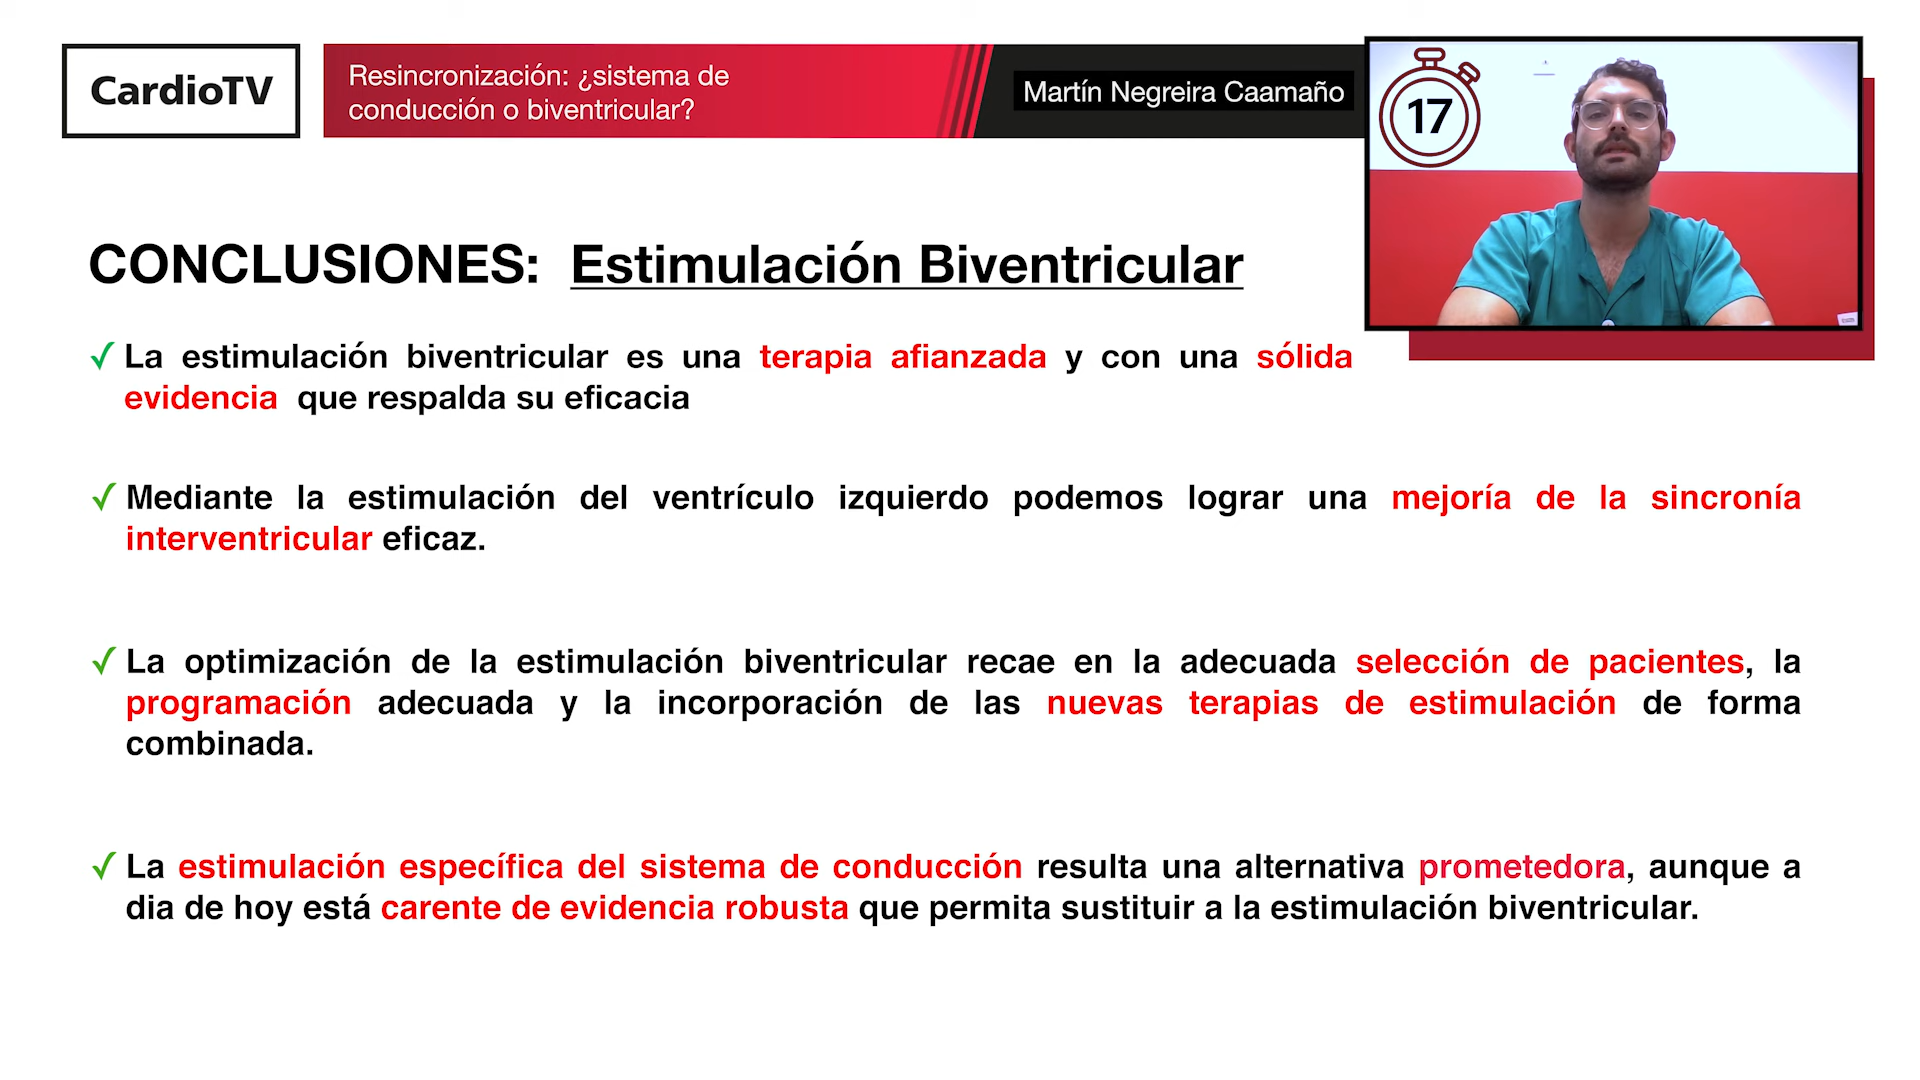 CardioTV
Resincronización: ¿sistema de
conducción o biventricular?
Martín Negreira Caamaño
17
CONCLUSIONES: Estimulación Biventricular
✓ La estimulación biventricular es una terapia afianzada y con una sólida
evidencia que respalda su eficacia
✓ Mediante la estimulación del ventrículo izquierdo podemos lograr una mejoría de la sincronía
interventricular eficaz.
✓ La optimización de la estimulación biventricular recae en la adecuada selección de pacientes, la
programación adecuada y la incorporación de las nuevas terapias de estimulación de forma
combinada.
✓ La estimulación específica del sistema de conducción resulta una alternativa prometedora, aunque a
dia de hoy está carente de evidencia robusta que permita sustituir a la estimulación biventricular.